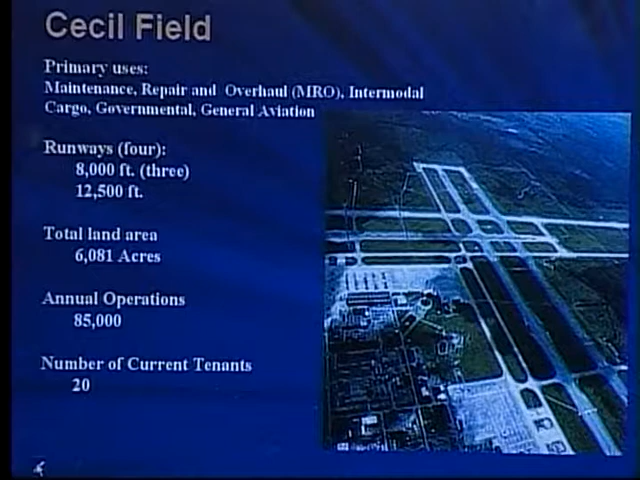 Cecil Field
Primary uses:
Maintenance, Repair and Overhaul (MRO), Intermodal
Cargo, Governmental, General Aviation
Runways (four):
8,000 ft. (three)
12,500 ft.
Total land area
6,081 Acres
Annual Operations
85,000
Number of Current Tenants
20